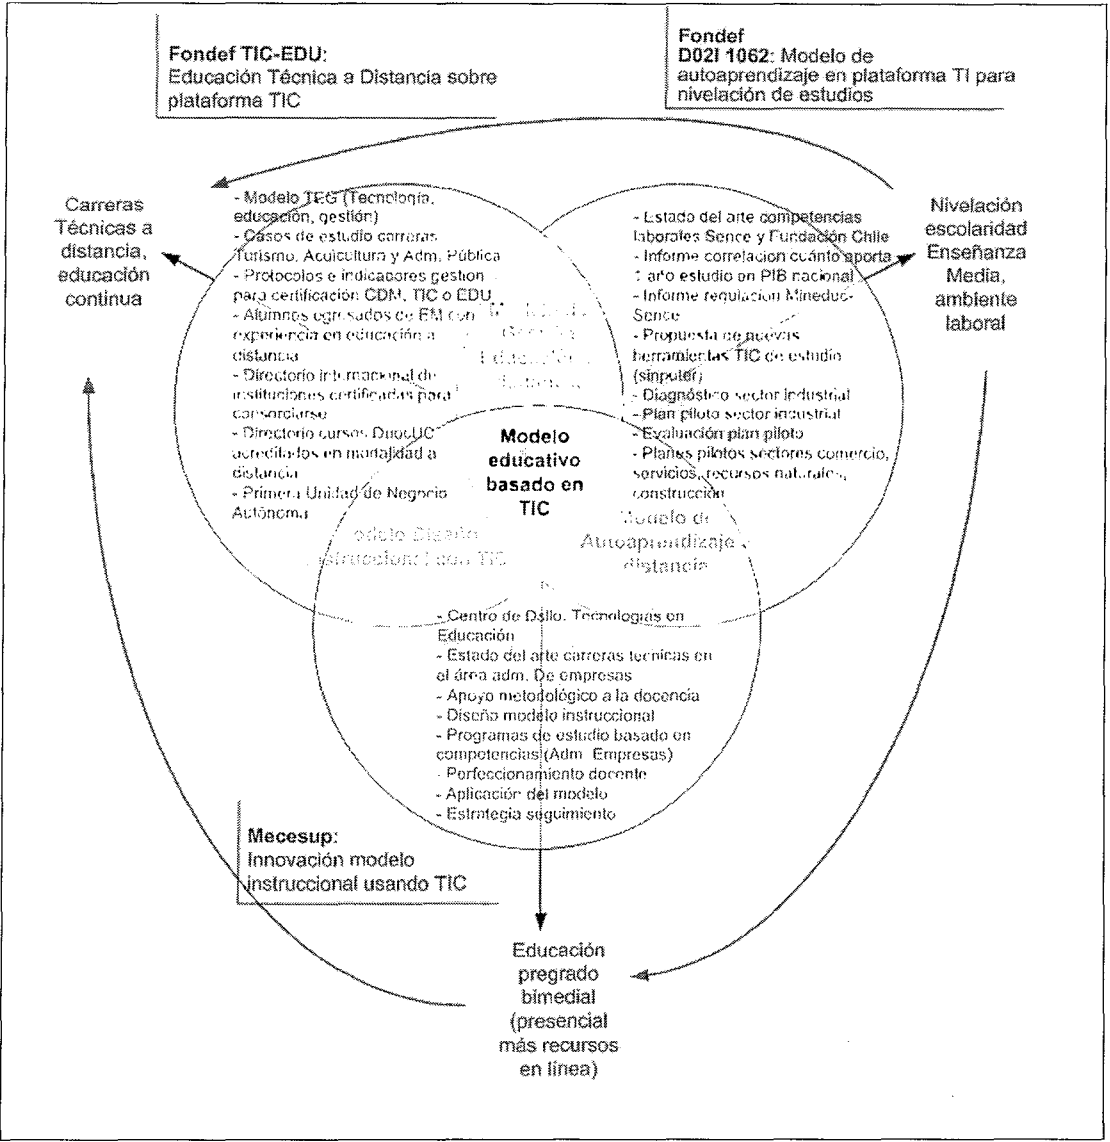 Fondef TIC-EDU:
Educación Técnica a Distancia sobre
plataforma TIC
Fondef
D02I 1062: Modelo de
autoaprendizaje en plataforma TI para
nivelación de estudios
Carreras
Técnicas a
distancia,
educación
continua
- Modelo TEG (Tecnología,
educación, gestión)
- Casos de estudio carreras
Turismo, Acuicultura y Adm. Pública
- Protocolos e indicadores gestión
para certificación CDM, TIC o EDU
- Alumnos egresados de EM con
experiencia en educación a
distancia
- Directorio internacional de
instituciones certificadas para
consorciarse
- Directorio cursos DuocUC
acreditados en modalidad a
distancia
- Primera Unidad de Negocio
Autónoma
- Estado del arte competencias
laborales Sence y Fundación Chile
- Informe correlación cuánto aporta
1 año estudio en PIB nacional
- Informe regulación Mineduc-
Sence
- Propuesta de nuevas
herramientas TIC de estudio
(simputer)
- Diagnóstico sector industrial
- Plan piloto sector industrial
- Evaluación plan piloto
- Planes pilotos sectores comercio,
servicios, recursos naturales,
construcción
Nivelación
escolaridad
Enseñanza
Media,
ambiente
laboral
Educación
distancia
Modelo
educativo
basado en
TIC
Diseño
con TIC
Modelo de
Autoaprendizaje
distancia
- Centro de Dsllo. Tecnologías en
Educación
- Estado del arte carreras técnicas en
el área adm. De empresas
- Apoyo metodológico a la docencia
- Diseño modelo instruccional
- Programas de estudio basado en
competencias (Adm. Empresas)
- Perfeccionamiento docente
- Aplicación del modelo
- Estrategia seguimiento
Mecesup:
Innovación modelo
instruccional usando TIC
Educación
pregrado
bimedial
(presencial
más recursos
en línea)